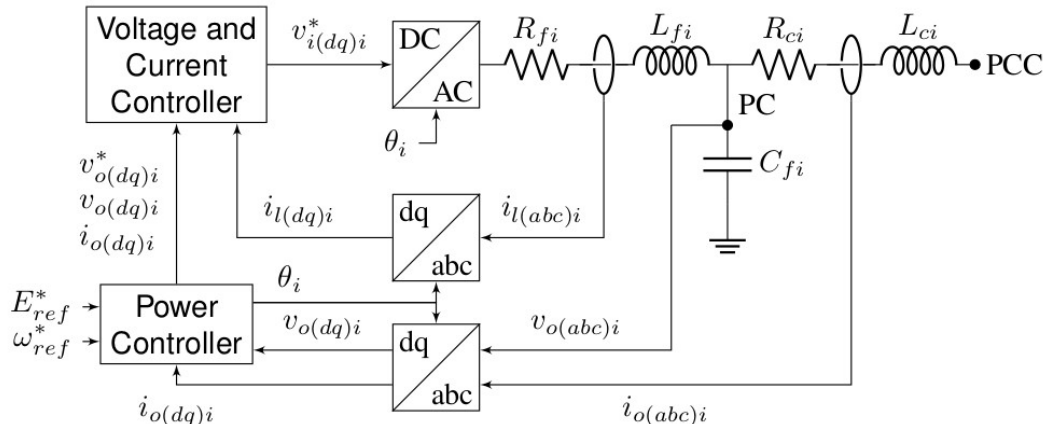 Voltage and
Current
Controller
v*i(dq)i
DC
AC
θi
Rfi
Lfi
Rci
Lci
PCC
PC
Cfi
v*o(dq)i
vo(dq)i
io(dq)i
il(dq)i
dq
abc
il(abc)i
θi
E*ref
ω*ref
Power
Controller
vo(dq)i
dq
abc
vo(abc)i
io(dq)i
io(abc)i